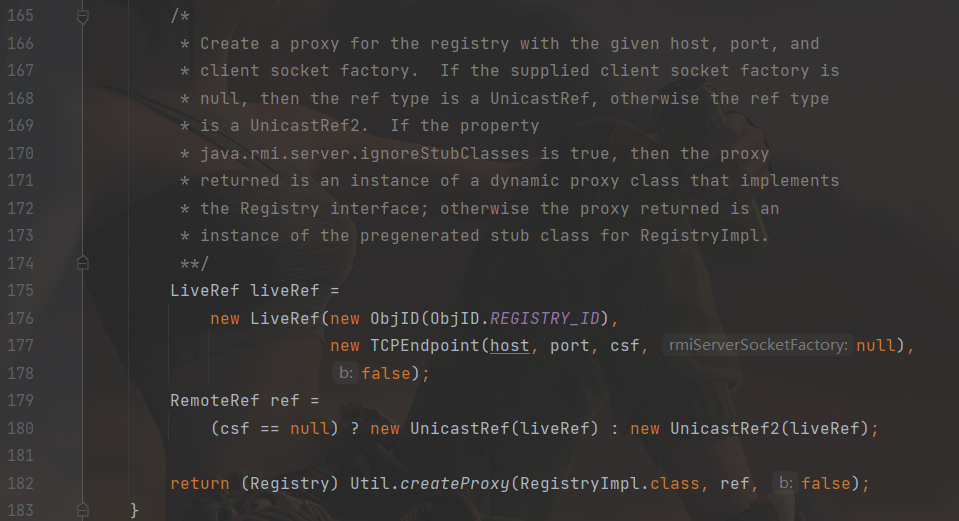 165 /*
166 * Create a proxy for the registry with the given host, port, and
167 * client socket factory.  If the supplied client socket factory is
168 * null, then the ref type is a UnicastRef, otherwise the ref type
169 * is a UnicastRef2.  If the property
170 * java.rmi.server.ignoreStubClasses is true, then the proxy
171 * returned is an instance of a dynamic proxy class that implements
172 * the Registry interface; otherwise the proxy returned is an
173 * instance of the pregenerated stub class for RegistryImpl.
174 **/
175 LiveRef liveRef =
176 new LiveRef(new ObjID(ObjID.REGISTRY_ID),
177 new TCPEndpoint(host, port, csf, rmiServerSocketFactory: null),
178 b: false);
179 RemoteRef ref =
180 (csf == null) ? new UnicastRef(liveRef) : new UnicastRef2(liveRef);
181
182 return (Registry) Util.createProxy(RegistryImpl.class, ref, b: false);
183 }